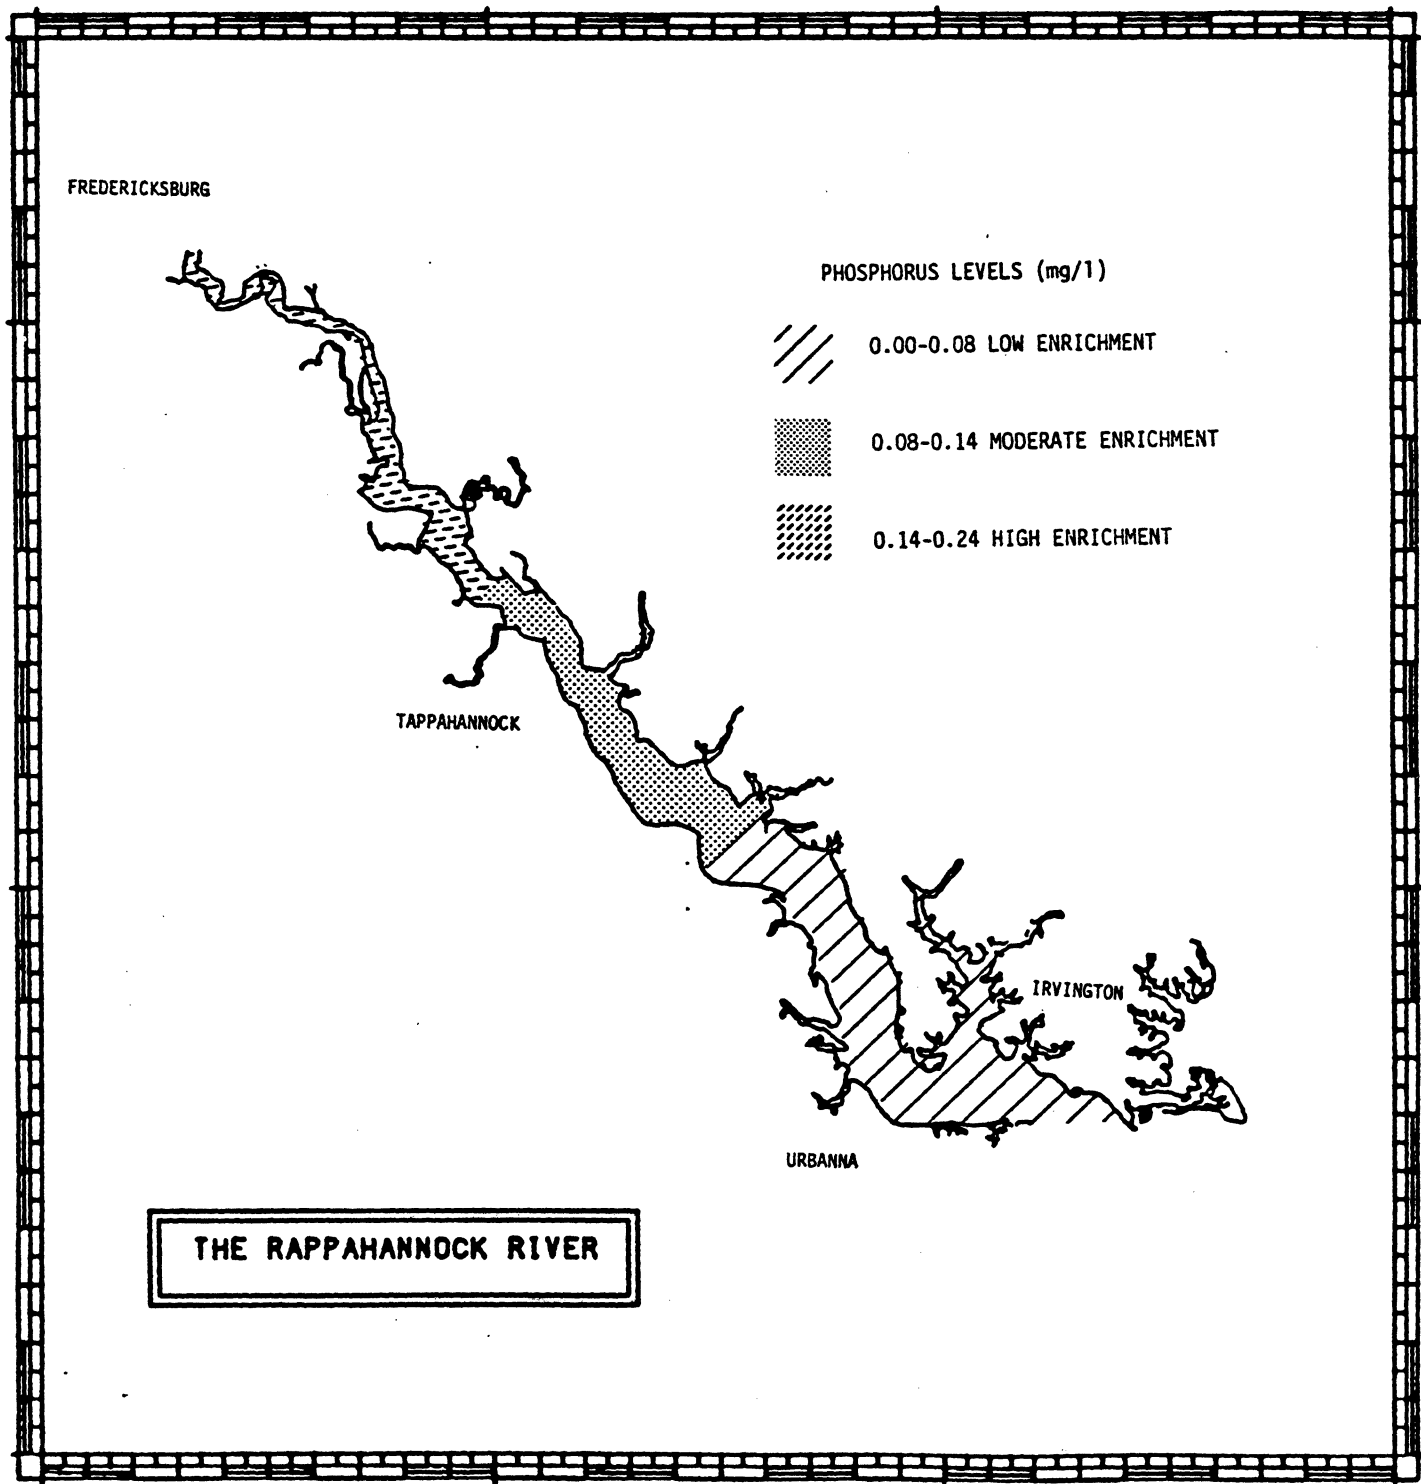 FREDERICKSBURG
PHOSPHORUS LEVELS (mg/l)
0.00-0.08 LOW ENRICHMENT
0.08-0.14 MODERATE ENRICHMENT
0.14-0.24 HIGH ENRICHMENT
TAPPAHANNOCK
IRVINGTON
URBANNA
THE RAPPAHANNOCK RIVER